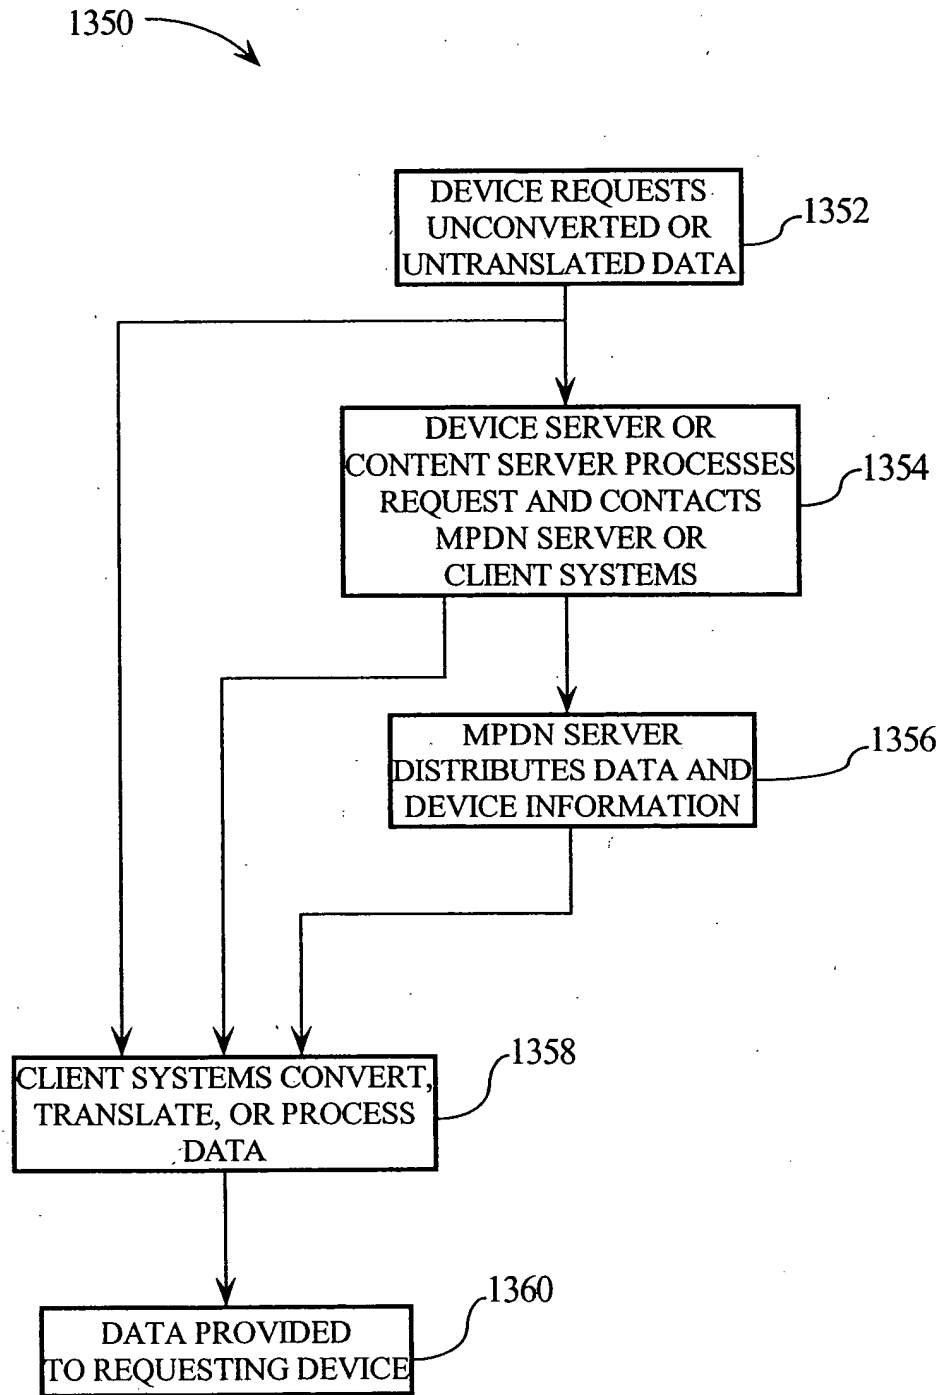 1350
DEVICE REQUESTS
UNCONVERTED OR
UNTRANSLATED DATA
1352
DEVICE SERVER OR
CONTENT SERVER PROCESSES
REQUEST AND CONTACTS
MPDN SERVER OR
CLIENT SYSTEMS
1354
MPDN SERVER
DISTRIBUTES DATA AND
DEVICE INFORMATION
1356
CLIENT SYSTEMS CONVERT,
TRANSLATE, OR PROCESS
DATA
1358
DATA PROVIDED
TO REQUESTING DEVICE
1360